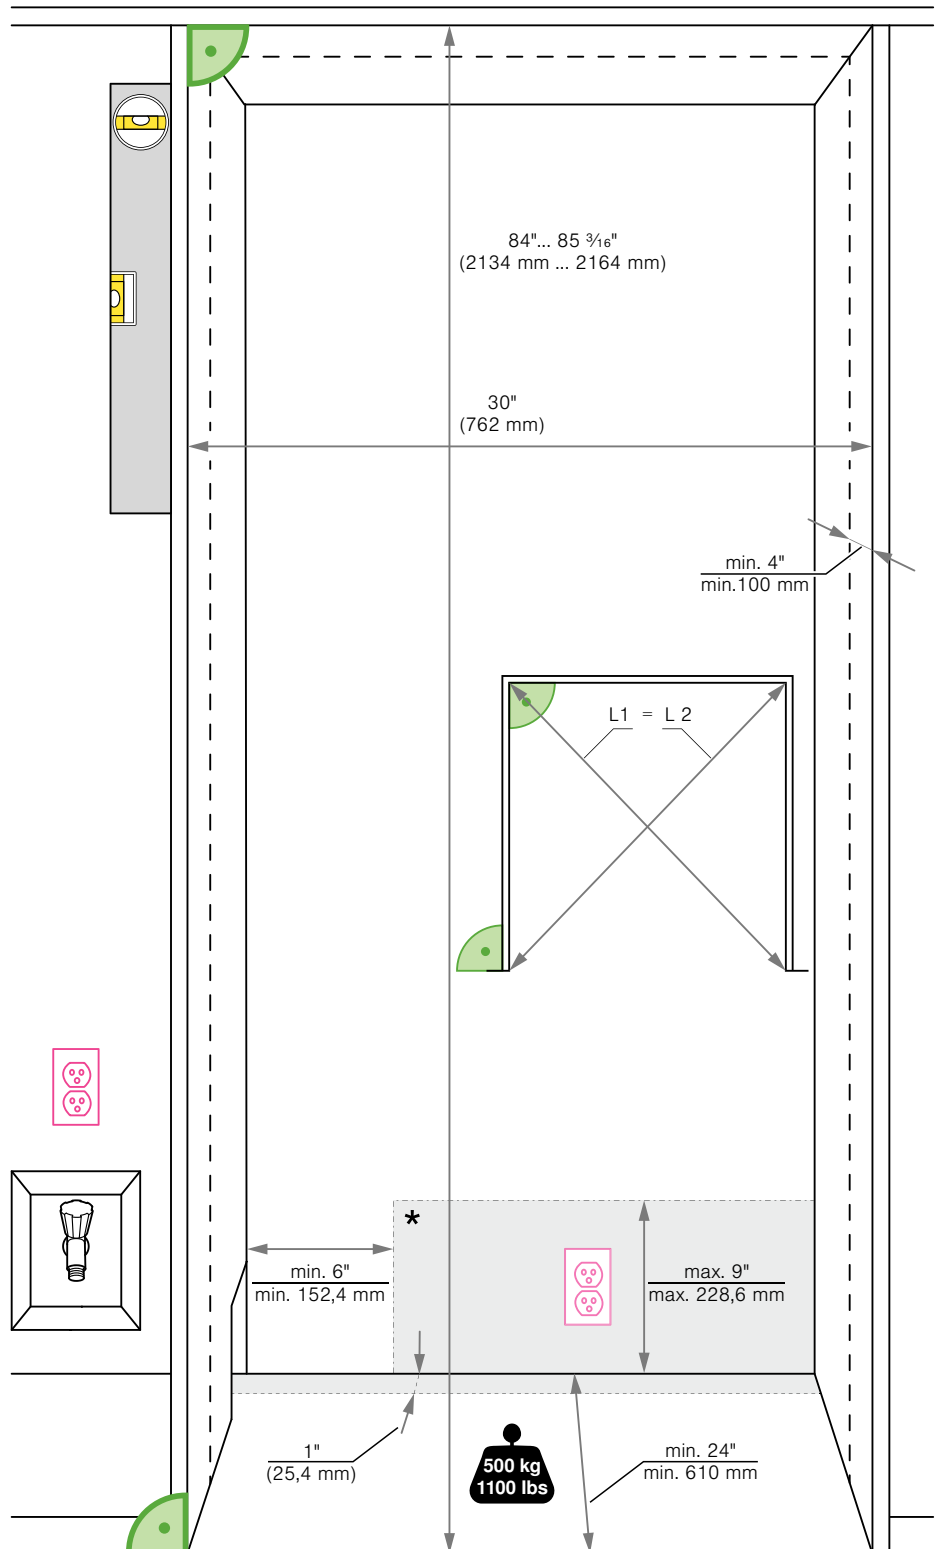 84"... 85 ³⁄₁₆"
(2134 mm ... 2164 mm)
30"
(762 mm)
min. 4"
min.100 mm
L1 = L 2
*
min. 6"
min. 152,4 mm
max. 9"
max. 228,6 mm
1"
(25,4 mm)
500 kg
1100 lbs
min. 24"
min. 610 mm